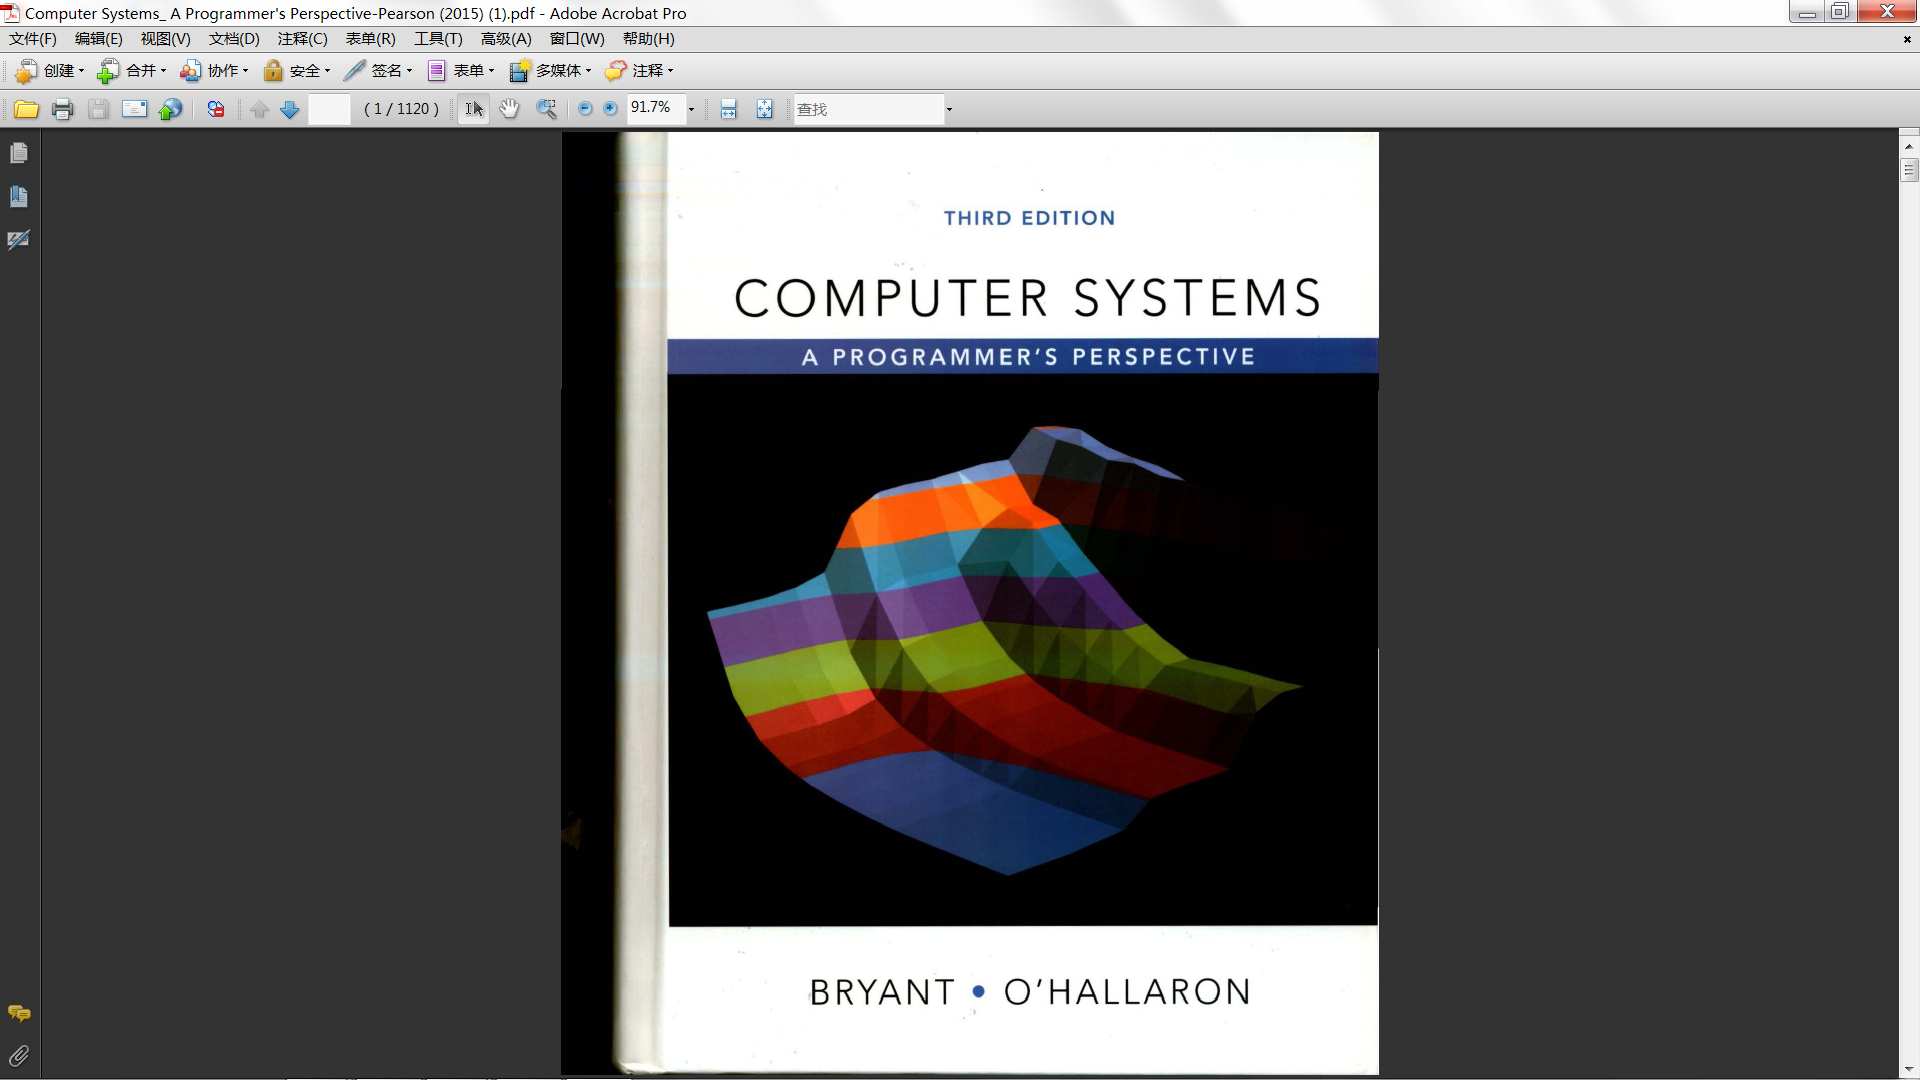 Computer Systems_ A Programmer's Perspective-Pearson (2015) (1).pdf - Adobe Acrobat Pro
文件(F) 编辑(E) 视图(V) 文档(D) 注释(C) 表单(R) 工具(T) 高级(A) 窗口(W) 帮助(H)
创建 合并 协作 安全 签名 表单 多媒体 注释
( 1 / 1120 ) 91.7% 查找
THIRD EDITION
COMPUTER SYSTEMS
A PROGRAMMER'S PERSPECTIVE
BRYANT • O'HALLARON